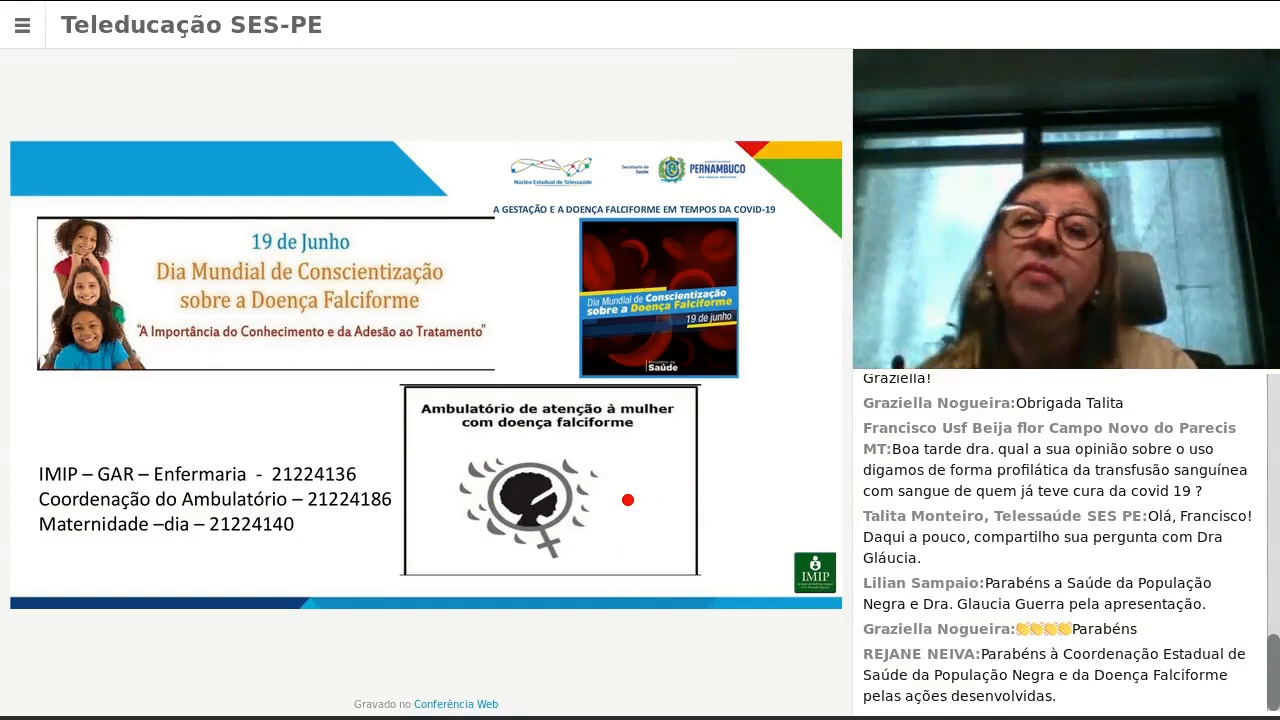 Teleducação SES-PE
Núcleo Estadual de Telessaúde
Secretaria de
Saúde
PERNAMBUCO
A GESTAÇÃO E A DOENÇA FALCIFORME EM TEMPOS DA COVID-19
19 de Junho
Dia Mundial de Conscientização
sobre a Doença Falciforme
"A Importância do Conhecimento e da Adesão ao Tratamento"
Dia Mundial de Conscientização
sobre a Doença Falciforme
19 de junho
Ministério da
Saúde
Ambulatório de atenção à mulher
com doença falciforme
IMIP – GAR – Enfermaria - 21224136
Coordenação do Ambulatório – 21224186
Maternidade –dia – 21224140
IMIP
Gravado no Conferência Web
Graziella!
Graziella Nogueira:Obrigada Talita
Francisco Usf Beija flor Campo Novo do Parecis
MT:Boa tarde dra. qual a sua opinião sobre o uso
digamos de forma profilática da transfusão sanguínea
com sangue de quem já teve cura da covid 19 ?
Talita Monteiro, Telessaúde SES PE:Olá, Francisco!
Daqui a pouco, compartilho sua pergunta com Dra
Gláucia.
Lilian Sampaio:Parabéns a Saúde da População
Negra e Dra. Glaucia Guerra pela apresentação.
Graziella Nogueira:👏👏👏👏Parabéns
REJANE NEIVA:Parabéns à Coordenação Estadual de
Saúde da População Negra e da Doença Falciforme
pelas ações desenvolvidas.